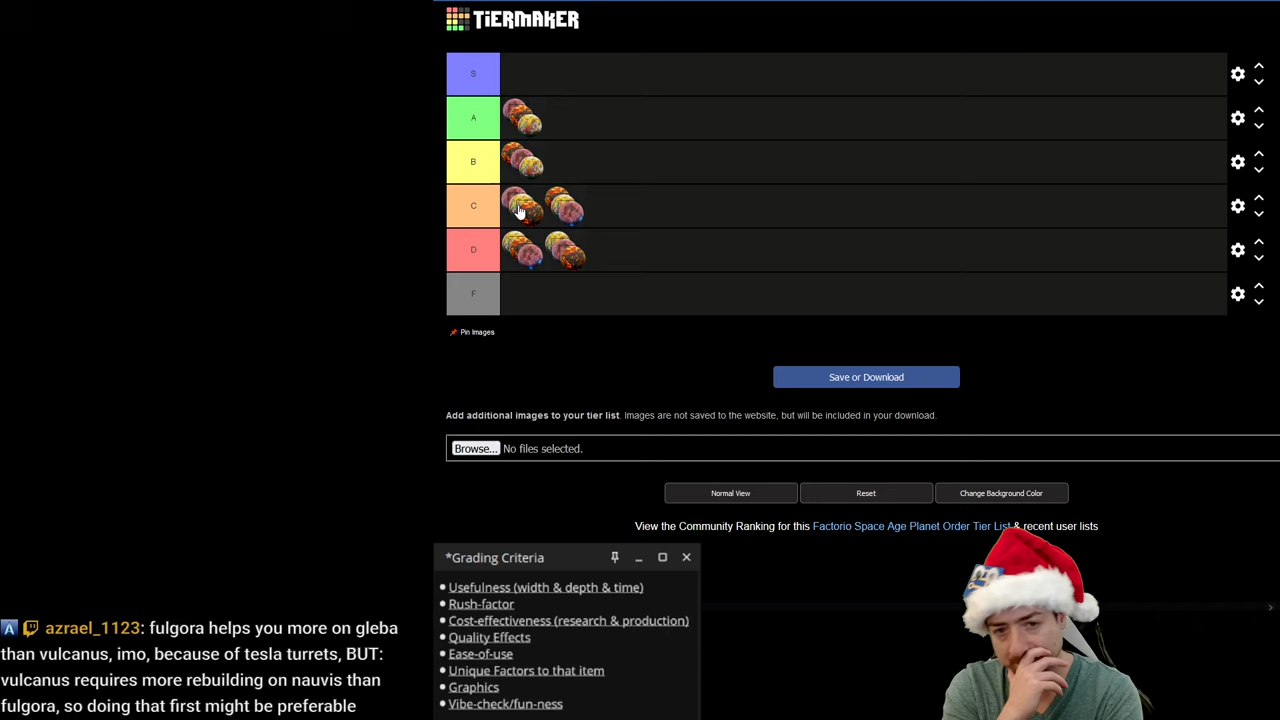 TiERMAKER
S
A
B
C
D
F
Pin Images
Save or Download
Add additional images to your tier list. Images are not saved to the website, but will be included in your download.
Browse... No files selected.
Normal View
Reset
Change Background Color
View the Community Ranking for this Factorio Space Age Planet Order Tier List & recent user lists
*Grading Criteria
Usefulness (width & depth & time)
Rush-factor
Cost-effectiveness (research & production)
Quality Effects
Ease-of-use
Unique Factors to that item
Graphics
Vibe-check/fun-ness
A azrael_1123: fulgora helps you more on gleba
than vulcanus, imo, because of tesla turrets, BUT:
vulcanus requires more rebuilding on nauvis than
fulgora, so doing that first might be preferable